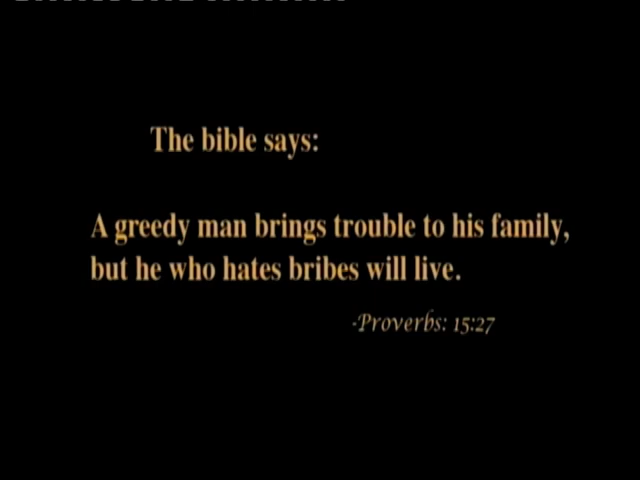 The bible says:
A greedy man brings trouble to his family,
but he who hates bribes will live.
-Proverbs: 15:27